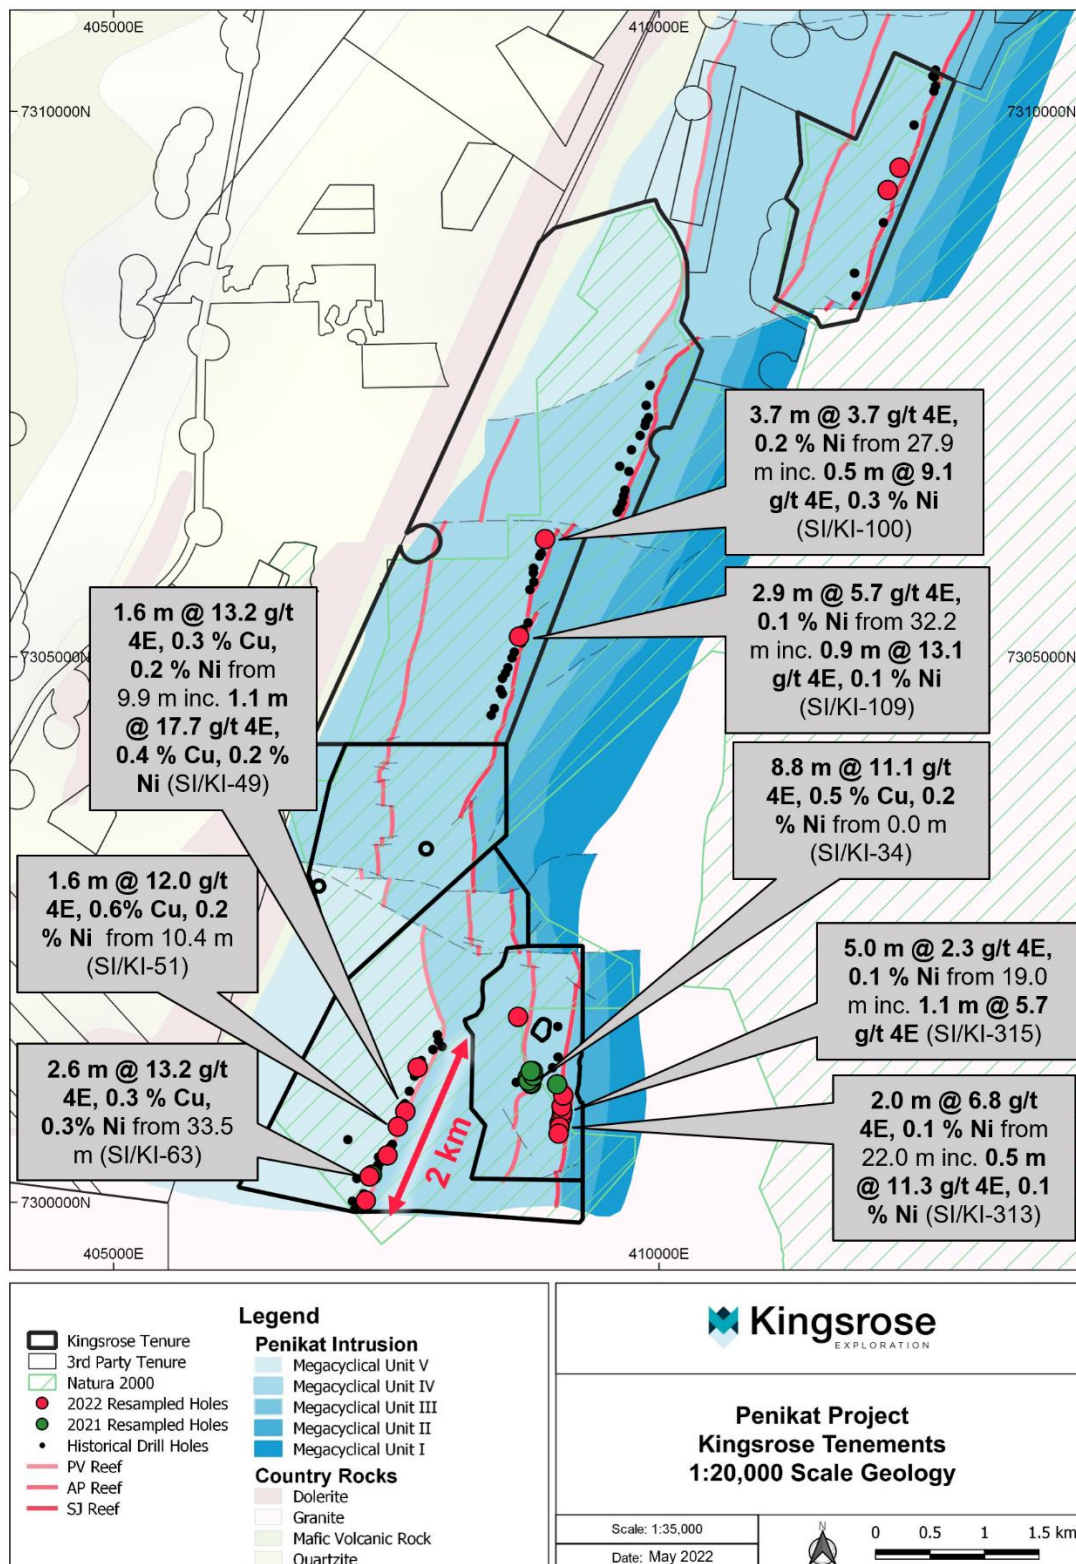 405000E
410000E
7310000N
7310000N
3.7 m @ 3.7 g/t 4E,
0.2 % Ni from 27.9
m inc. 0.5 m @ 9.1
g/t 4E, 0.3 % Ni
(SI/KI-100)
2.9 m @ 5.7 g/t 4E,
0.1 % Ni from 32.2
m inc. 0.9 m @ 13.1
g/t 4E, 0.1 % Ni
(SI/KI-109)
1.6 m @ 13.2 g/t
4E, 0.3 % Cu,
0.2 % Ni from
9.9 m inc. 1.1 m
@ 17.7 g/t 4E,
0.4 % Cu, 0.2 %
Ni (SI/KI-49)
7305000N
7305000N
8.8 m @ 11.1 g/t
4E, 0.5 % Cu, 0.2
% Ni from 0.0 m
(SI/KI-34)
1.6 m @ 12.0 g/t
4E, 0.6% Cu, 0.2
% Ni from 10.4 m
(SI/KI-51)
5.0 m @ 2.3 g/t 4E,
0.1 % Ni from 19.0
m inc. 1.1 m @ 5.7
g/t 4E (SI/KI-315)
2.6 m @ 13.2 g/t
4E, 0.3 % Cu,
0.3% Ni from 33.5
m (SI/KI-63)
2.0 m @ 6.8 g/t
4E, 0.1 % Ni from
22.0 m inc. 0.5 m
@ 11.3 g/t 4E, 0.1
% Ni (SI/KI-313)
2 km
7300000N
7300000N
405000E
410000E
Legend
Kingsrose Tenure
3rd Party Tenure
Natura 2000
2022 Resampled Holes
2021 Resampled Holes
Historical Drill Holes
PV Reef
AP Reef
SJ Reef
Penikat Intrusion
Megacyclical Unit V
Megacyclical Unit IV
Megacyclical Unit III
Megacyclical Unit II
Megacyclical Unit I
Country Rocks
Dolerite
Granite
Mafic Volcanic Rock
Quartzite
Kingsrose
EXPLORATION
Penikat Project
Kingsrose Tenements
1:20,000 Scale Geology
Scale: 1:35,000
Date: May 2022
N
0 0.5 1 1.5 km